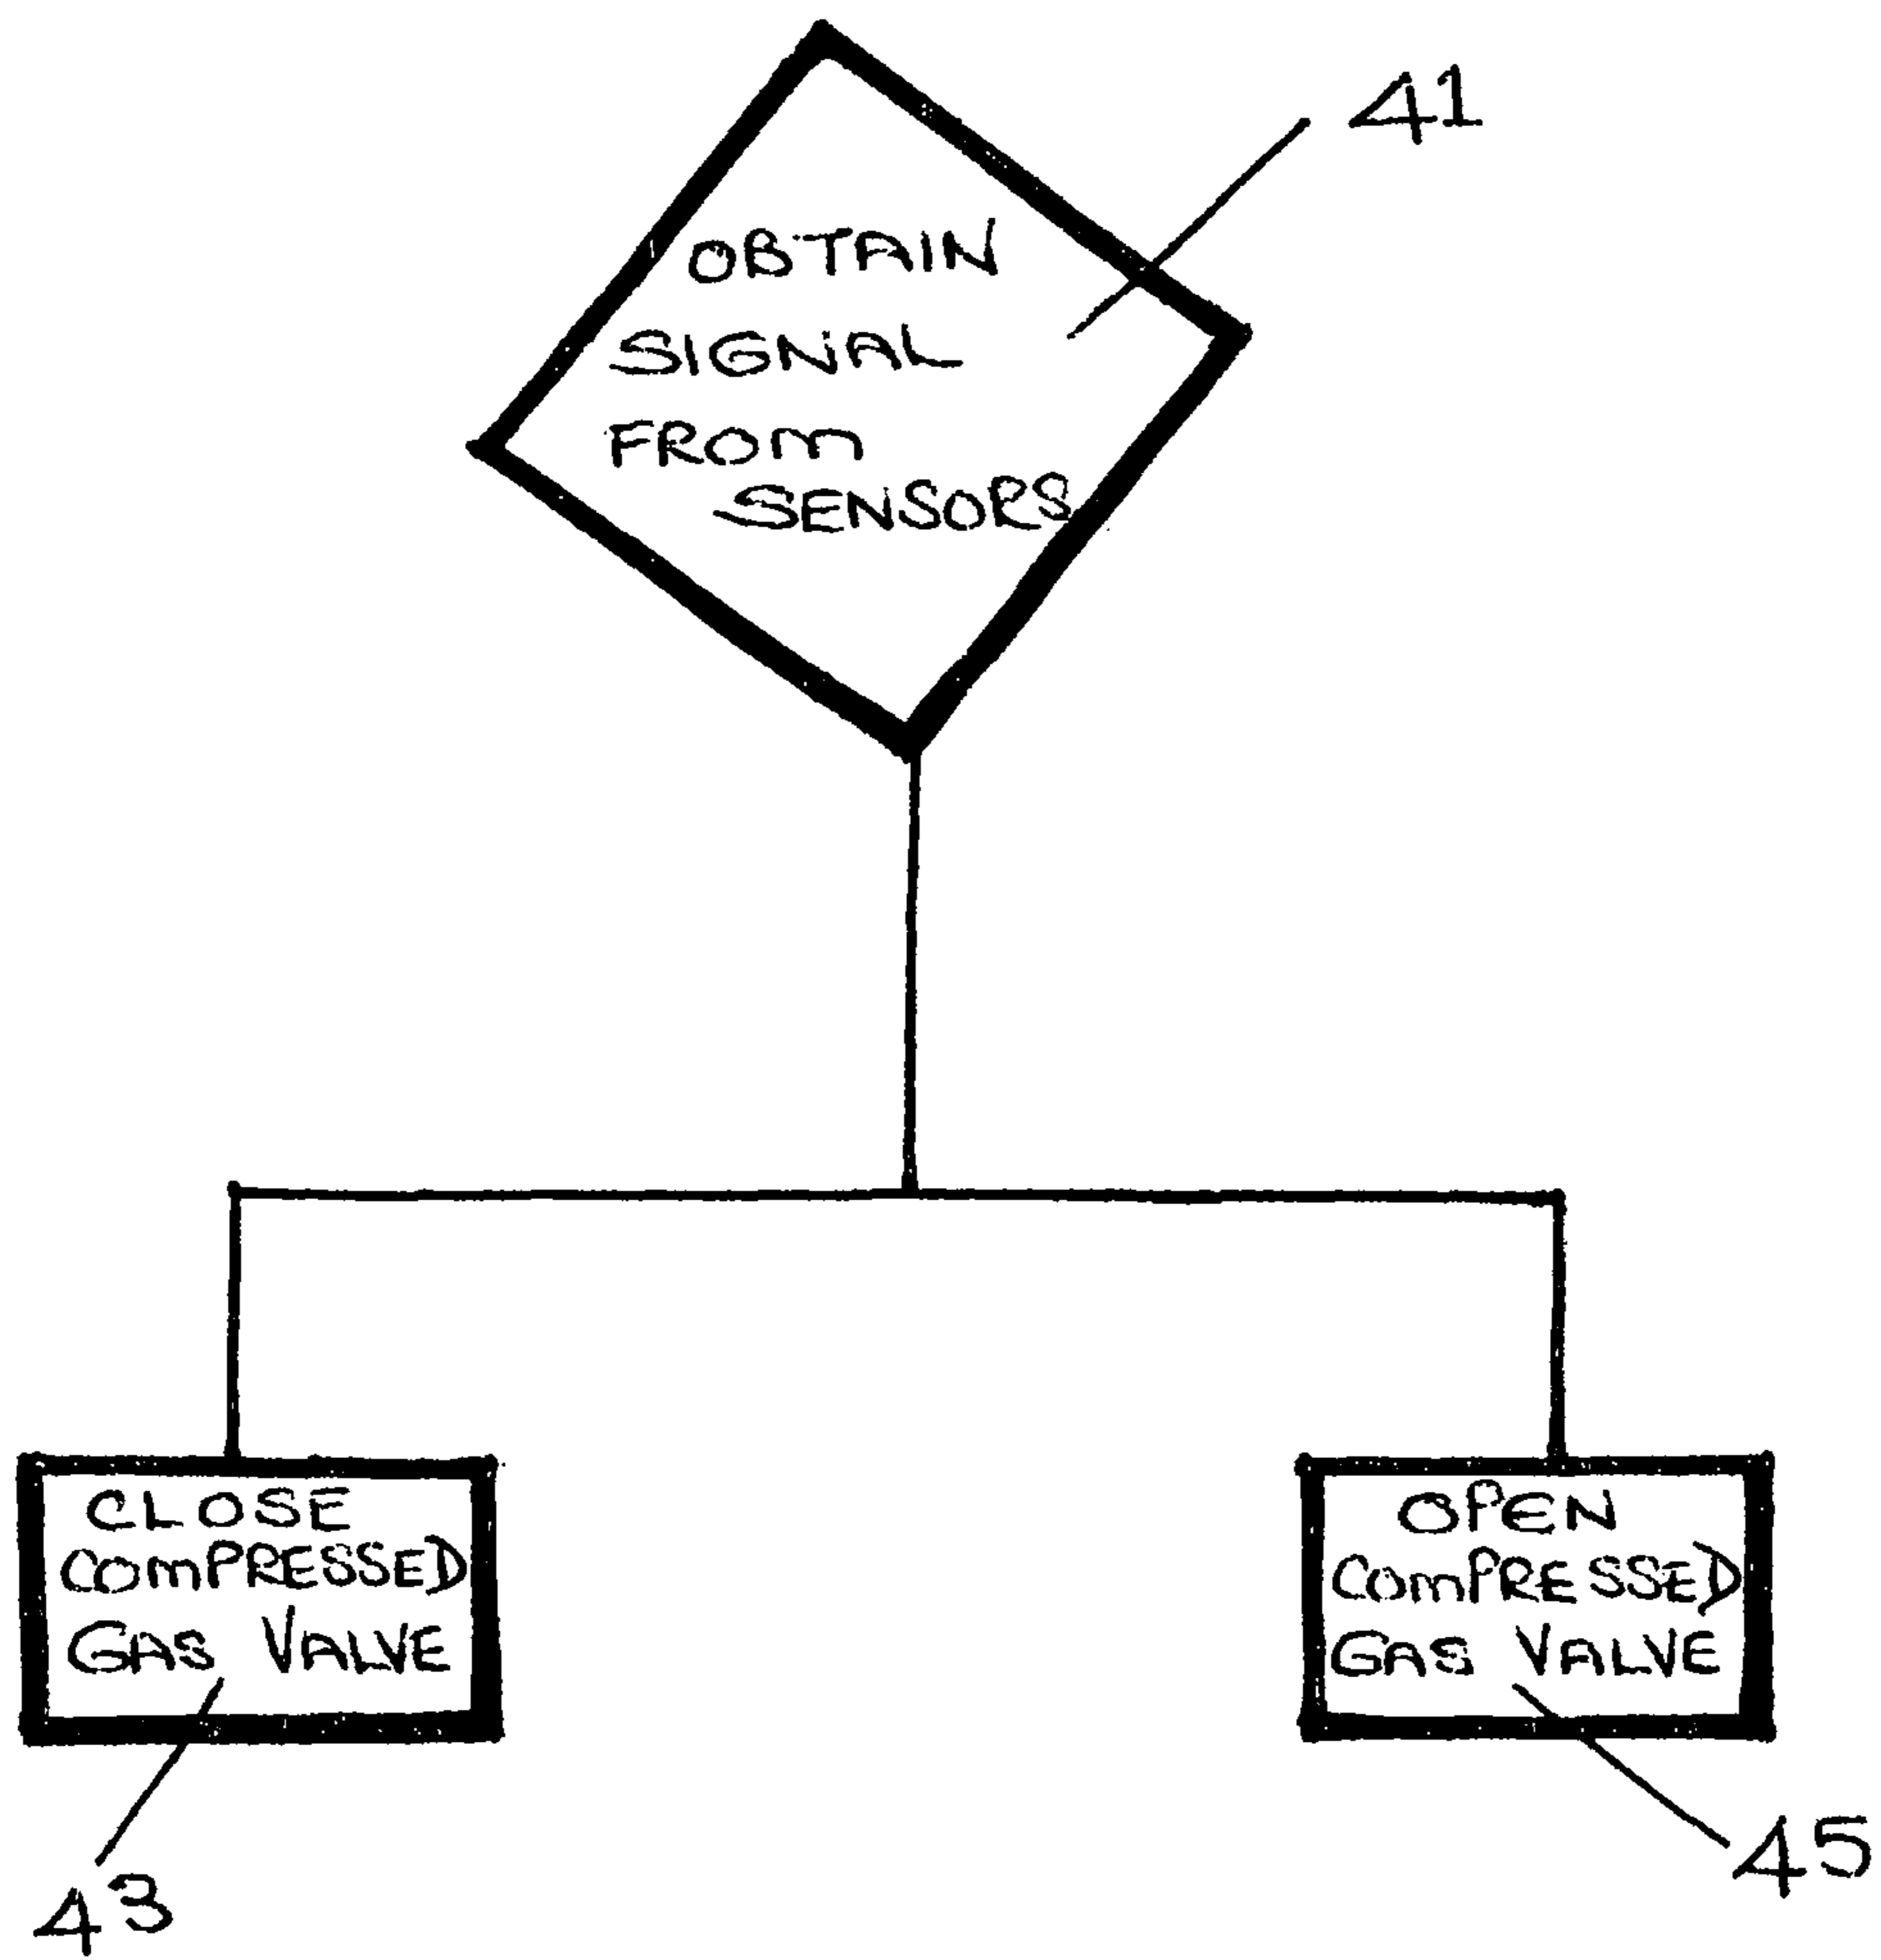 41
OBTAIN
SIGNAL
FROM
SENSORS
CLOSE
COMPRESSED
GAS VALVE
OPEN
COMPRESSED
GAS VALVE
43
45